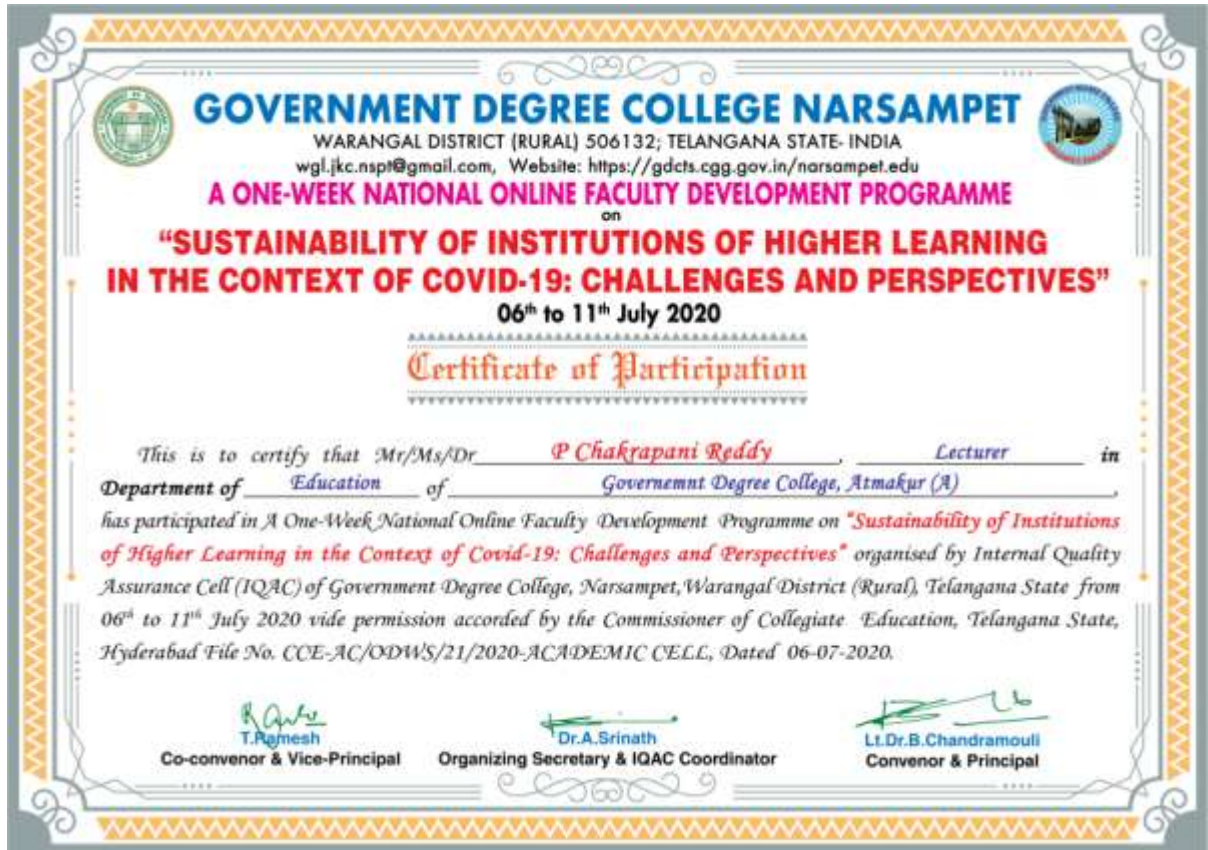 GOVERNMENT DEGREE COLLEGE NARSAMPET
WARANGAL DISTRICT (RURAL) 506132; TELANGANA STATE- INDIA
wgl.jkc.nspt@gmail.com, Website: https://gdcts.cgg.gov.in/narsampet.edu
A ONE-WEEK NATIONAL ONLINE FACULTY DEVELOPMENT PROGRAMME
on
“SUSTAINABILITY OF INSTITUTIONS OF HIGHER LEARNING
IN THE CONTEXT OF COVID-19: CHALLENGES AND PERSPECTIVES”
06th to 11th July 2020
Certificate of Participation
This is to certify that Mr/Ms/Dr P Chakrapani Reddy , Lecturer in
Department of Education of Governemnt Degree College, Atmakur (A) ,
has participated in A One-Week National Online Faculty Development Programme on "Sustainability of Institutions
of Higher Learning in the Context of Covid-19: Challenges and Perspectives" organised by Internal Quality
Assurance Cell (IQAC) of Government Degree College, Narsampet,Warangal District (Rural), Telangana State from
06th to 11th July 2020 vide permission accorded by the Commissioner of Collegiate Education, Telangana State,
Hyderabad File No. CCE-AC/ODWS/21/2020-ACADEMIC CELL, Dated 06-07-2020.
T.Ramesh
Co-convenor & Vice-Principal
Dr.A.Srinath
Organizing Secretary & IQAC Coordinator
Lt.Dr.B.Chandramouli
Convenor & Principal